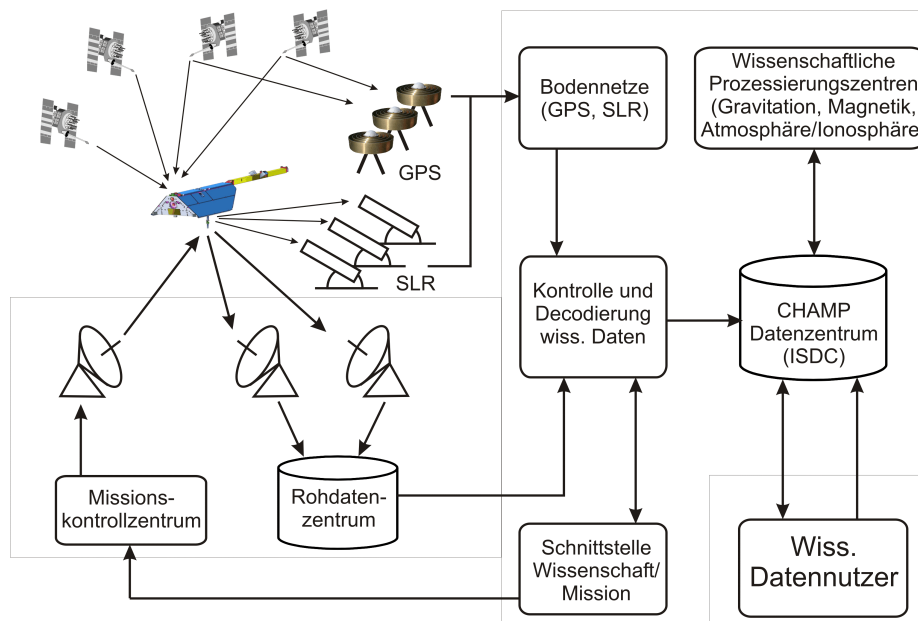 GPS
SLR
Bodennetze
(GPS, SLR)
Wissenschaftliche
Prozessierungszentren
(Gravitation, Magnetik,
Atmosphäre/Ionosphäre
Kontrolle und
Decodierung
wiss. Daten
CHAMP
Datenzentrum
(ISDC)
Missions-
kontrollzentrum
Rohdaten-
zentrum
Schnittstelle
Wissenschaft/
Mission
Wiss.
Datennutzer